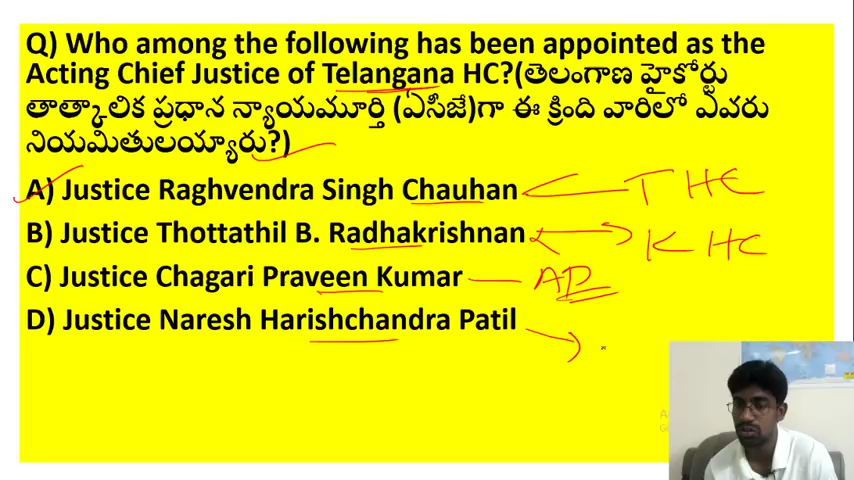 Q) Who among the following has been appointed as the
Acting Chief Justice of Telangana HC?(తెలంగాణ హైకోర్టు
తాత్కాలిక ప్రధాన న్యాయమూర్తి (ఏసీజే)గా ఈ క్రింది వారిలో ఎవరు
నియమితులయ్యారు?)
A) Justice Raghvendra Singh Chauhan T HC
B) Justice Thottathil B. Radhakrishnan K HC
C) Justice Chagari Praveen Kumar AP
D) Justice Naresh Harishchandra Patil